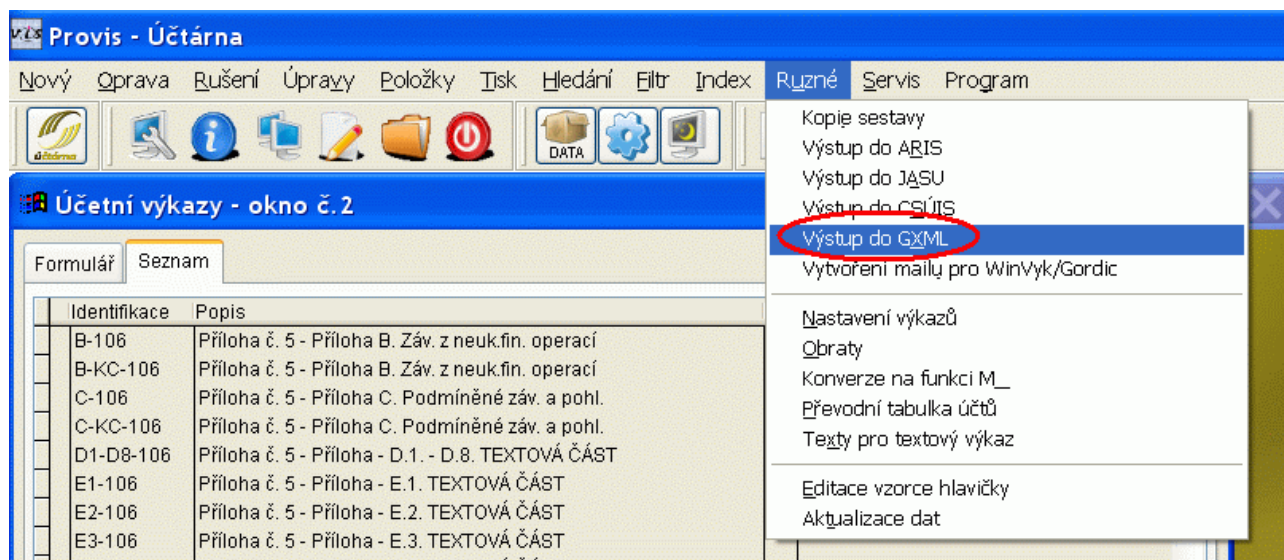 vis Provis - Účtárna
Nový Oprava Rušení Úpravy Položky Tisk Hledání Filtr Index Ruzné Servis Program
účtárna
DATA
Kopie sestavy
Výstup do ARIS
Výstup do JASU
Výstup do CSÚIS
Výstup do GXML
Vytvoření mailu pro WinVyk/Gordic
Nastavení výkazů
Obraty
Konverze na funkci M_
Převodní tabulka účtů
Texty pro textový výkaz
Editace vzorce hlavičky
Aktualizace dat
Účetní výkazy - okno č.2
Formulář Seznam
Identifikace Popis
B-106 Příloha č. 5 - Příloha B. Záv. z neuk.fin. operací
B-KC-106 Příloha č. 5 - Příloha B. Záv. z neuk.fin. operací
C-106 Příloha č. 5 - Příloha C. Podmíněné záv. a pohl.
C-KC-106 Příloha č. 5 - Příloha C. Podmíněné záv. a pohl.
D1-D8-106 Příloha č. 5 - Příloha - D.1. - D.8. TEXTOVÁ ČÁST
E1-106 Příloha č. 5 - Příloha - E.1. TEXTOVÁ ČÁST
E2-106 Příloha č. 5 - Příloha - E.2. TEXTOVÁ ČÁST
E3-106 Příloha č. 5 - Příloha - E.3. TEXTOVÁ ČÁST